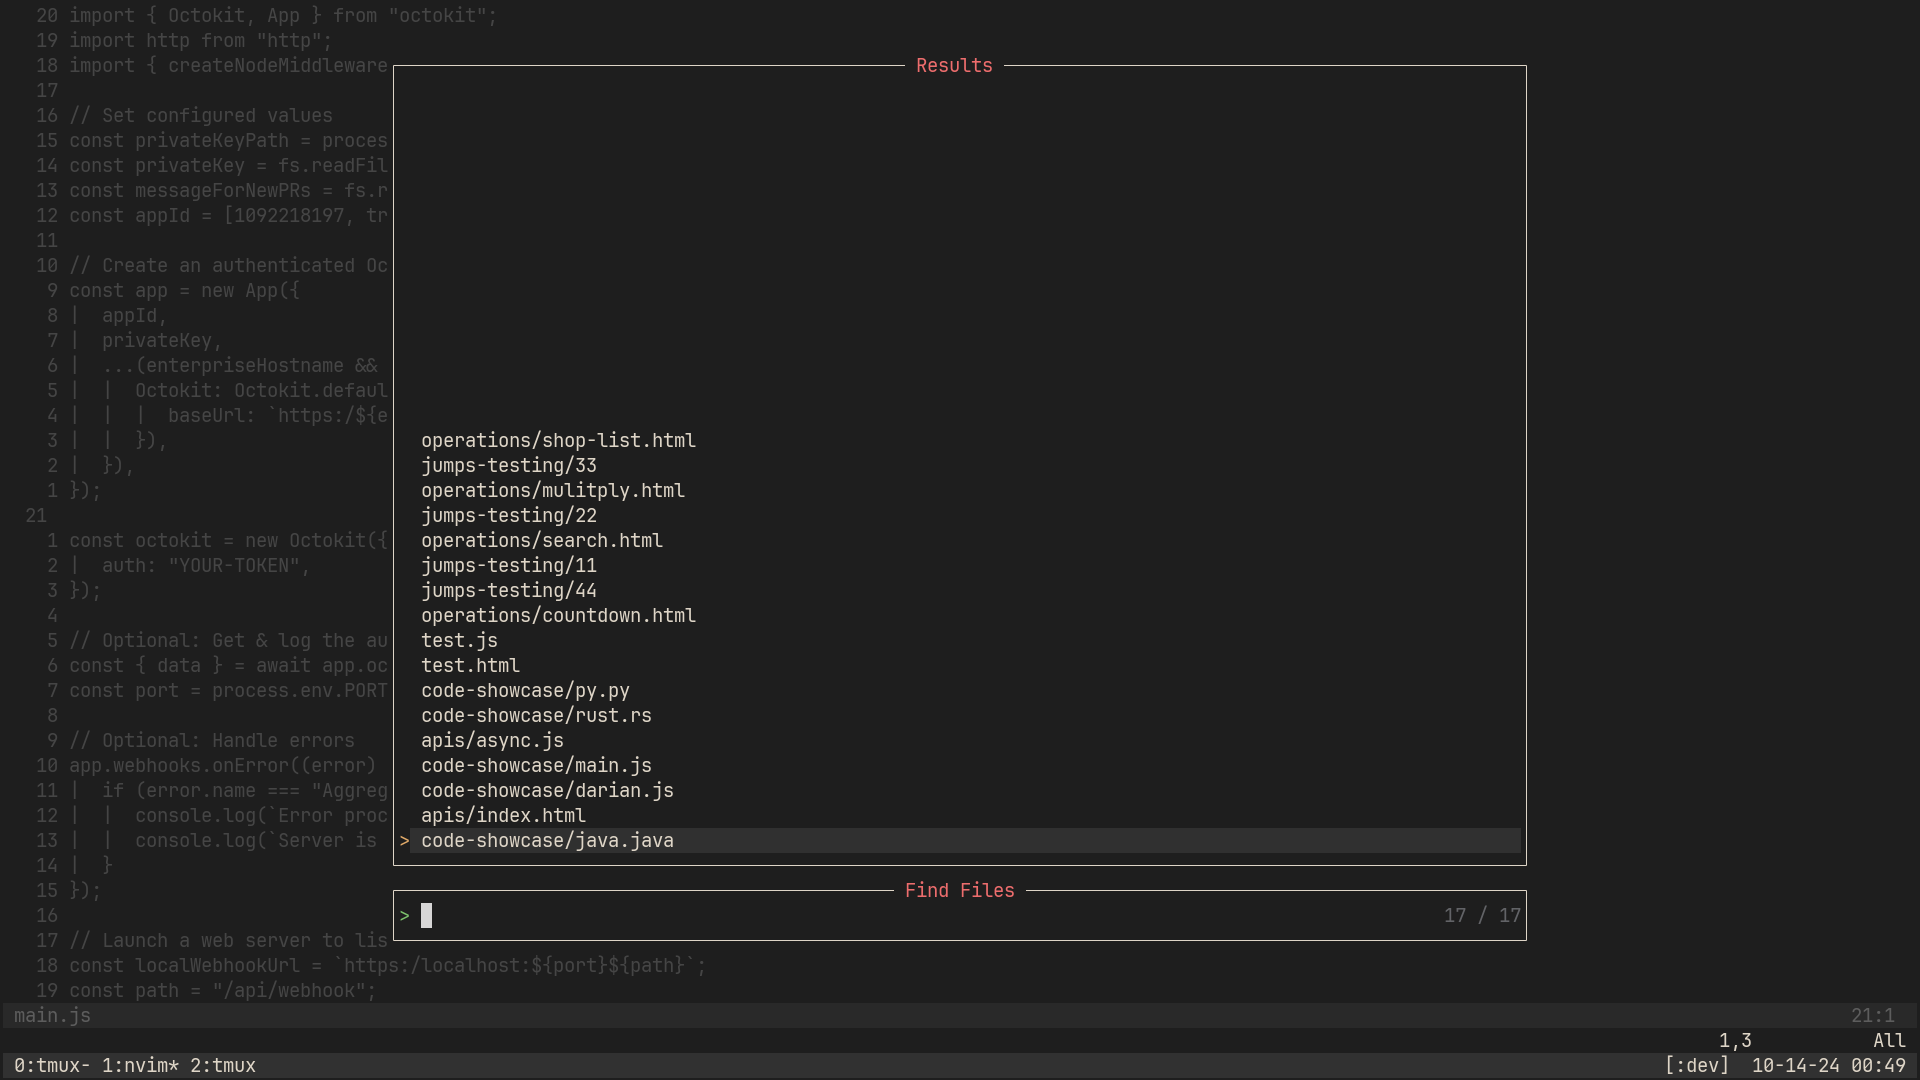 20 import { Octokit, App } from "octokit";
19 import http from "http";
18 import { createNodeMiddleware
Results
17
16 // Set configured values
15 const privateKeyPath = proces
14 const privateKey = fs.readFil
13 const messageForNewPRs = fs.r
12 const appId = [1092218197, tr
11
10 // Create an authenticated Oc
9 const app = new App({
8 |  appId,
7 |  privateKey,
6 |  ...(enterpriseHostname &&
5 |  |  Octokit: Octokit.defaul
4 |  |  |  baseUrl: `https:/${e
3 |  |  }),
2 |  }),
1 });
21
1 const octokit = new Octokit({
2 |  auth: "YOUR-TOKEN",
3 });
4
5 // Optional: Get & log the au
6 const { data } = await app.oc
7 const port = process.env.PORT
8
9 // Optional: Handle errors
10 app.webhooks.onError((error)
11 |  if (error.name === "Aggreg
12 |  |  console.log(`Error proc
13 |  |  console.log(`Server is
14 |  }
15 });
16
17 // Launch a web server to lis
18 const localWebhookUrl = `https:/localhost:${port}${path}`;
19 const path = "/api/webhook";
operations/shop-list.html
jumps-testing/33
operations/mulitply.html
jumps-testing/22
operations/search.html
jumps-testing/11
jumps-testing/44
operations/countdown.html
test.js
test.html
code-showcase/py.py
code-showcase/rust.rs
apis/async.js
code-showcase/main.js
code-showcase/darian.js
apis/index.html
> code-showcase/java.java
Find Files
> 17 / 17
main.js 21:1
1,3 All
0:tmux- 1:nvim* 2:tmux [:dev] 10-14-24 00:49